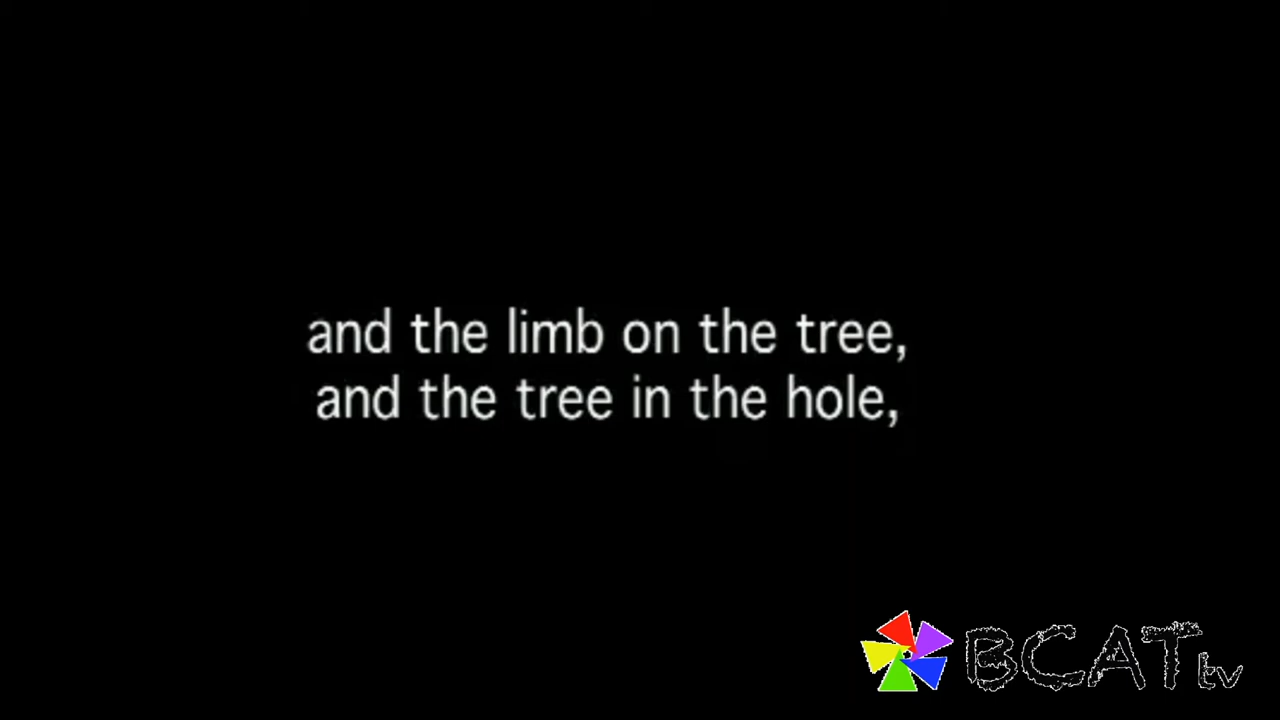 and the limb on the tree,
and the tree in the hole,
BCAT tv